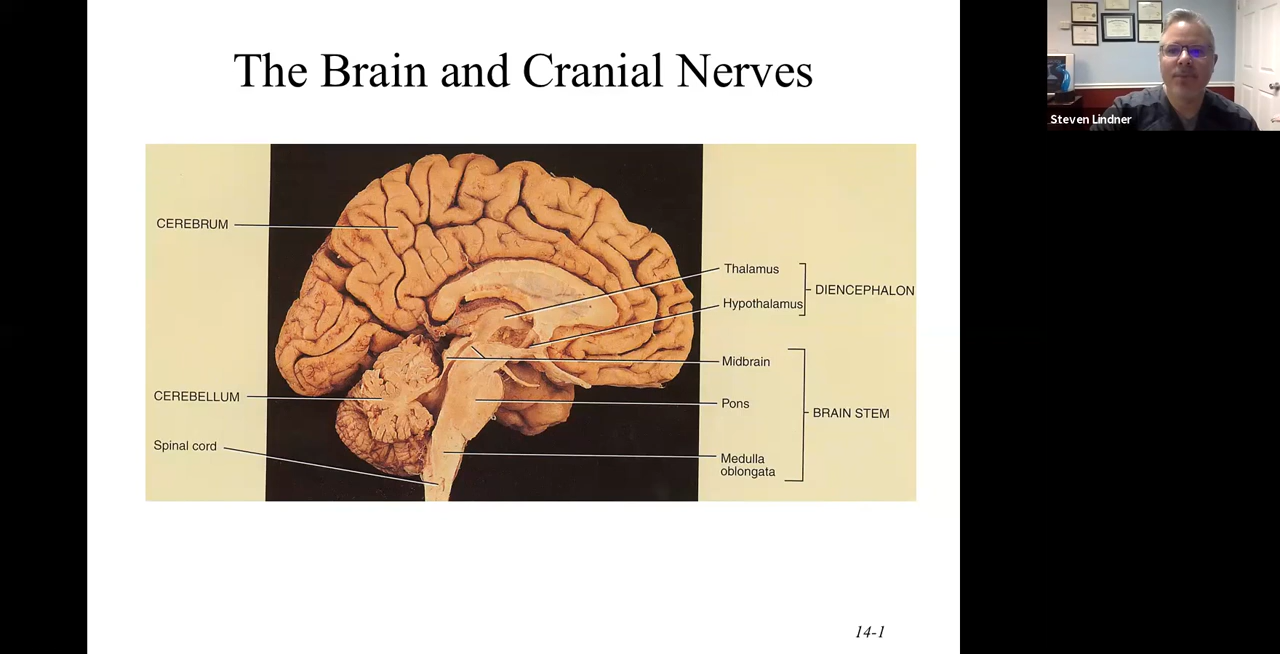 The Brain and Cranial Nerves
Steven Lindner
CEREBRUM
Thalamus
DIENCEPHALON
Hypothalamus
Midbrain
CEREBELLUM
Pons
BRAIN STEM
Spinal cord
Medulla
oblongata
14-1